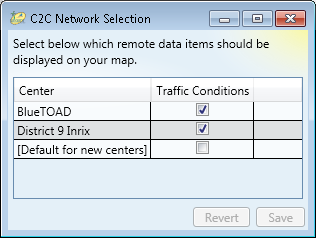 C2C Network Selection
Select below which remote data items should be
displayed on your map.
Center Traffic Conditions
BlueTOAD
District 9 Inrix
[Default for new centers]
Revert Save